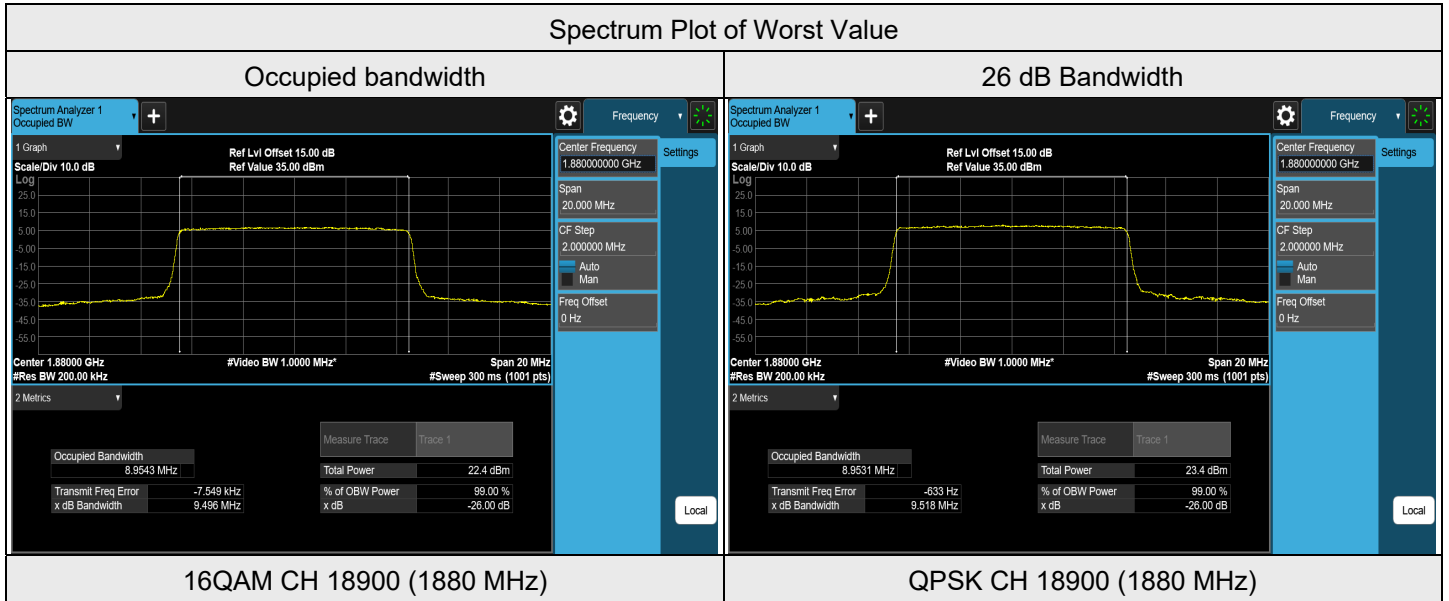 Spectrum Plot of Worst Value
Occupied bandwidth
26 dB Bandwidth
Spectrum Analyzer 1
Occupied BW
Frequency
1 Graph
Ref Lvl Offset 15.00 dB
Scale/Div 10.0 dB
Ref Value 35.00 dBm
Log
25.0
15.0
5.00
-5.00
-15.0
-25.0
-35.0
-45.0
-55.0
Center 1.88000 GHz
#Video BW 1.0000 MHz*
Span 20 MHz
#Res BW 200.00 kHz
#Sweep 300 ms (1001 pts)
Center Frequency
1.880000000 GHz
Settings
Span
20.000 MHz
CF Step
2.000000 MHz
Auto
Man
Freq Offset
0 Hz
Local
2 Metrics
Measure Trace Trace 1
Occupied Bandwidth
8.9543 MHz
Total Power 22.4 dBm
Transmit Freq Error -7.549 kHz
% of OBW Power 99.00 %
x dB Bandwidth 9.496 MHz
x dB -26.00 dB
Spectrum Analyzer 1
Occupied BW
Frequency
1 Graph
Ref Lvl Offset 15.00 dB
Scale/Div 10.0 dB
Ref Value 35.00 dBm
Log
25.0
15.0
5.00
-5.00
-15.0
-25.0
-35.0
-45.0
-55.0
Center 1.88000 GHz
#Video BW 1.0000 MHz*
Span 20 MHz
#Res BW 200.00 kHz
#Sweep 300 ms (1001 pts)
Center Frequency
1.880000000 GHz
Settings
Span
20.000 MHz
CF Step
2.000000 MHz
Auto
Man
Freq Offset
0 Hz
Local
2 Metrics
Measure Trace Trace 1
Occupied Bandwidth
8.9531 MHz
Total Power 23.4 dBm
Transmit Freq Error -633 Hz
% of OBW Power 99.00 %
x dB Bandwidth 9.518 MHz
x dB -26.00 dB
16QAM CH 18900 (1880 MHz)
QPSK CH 18900 (1880 MHz)